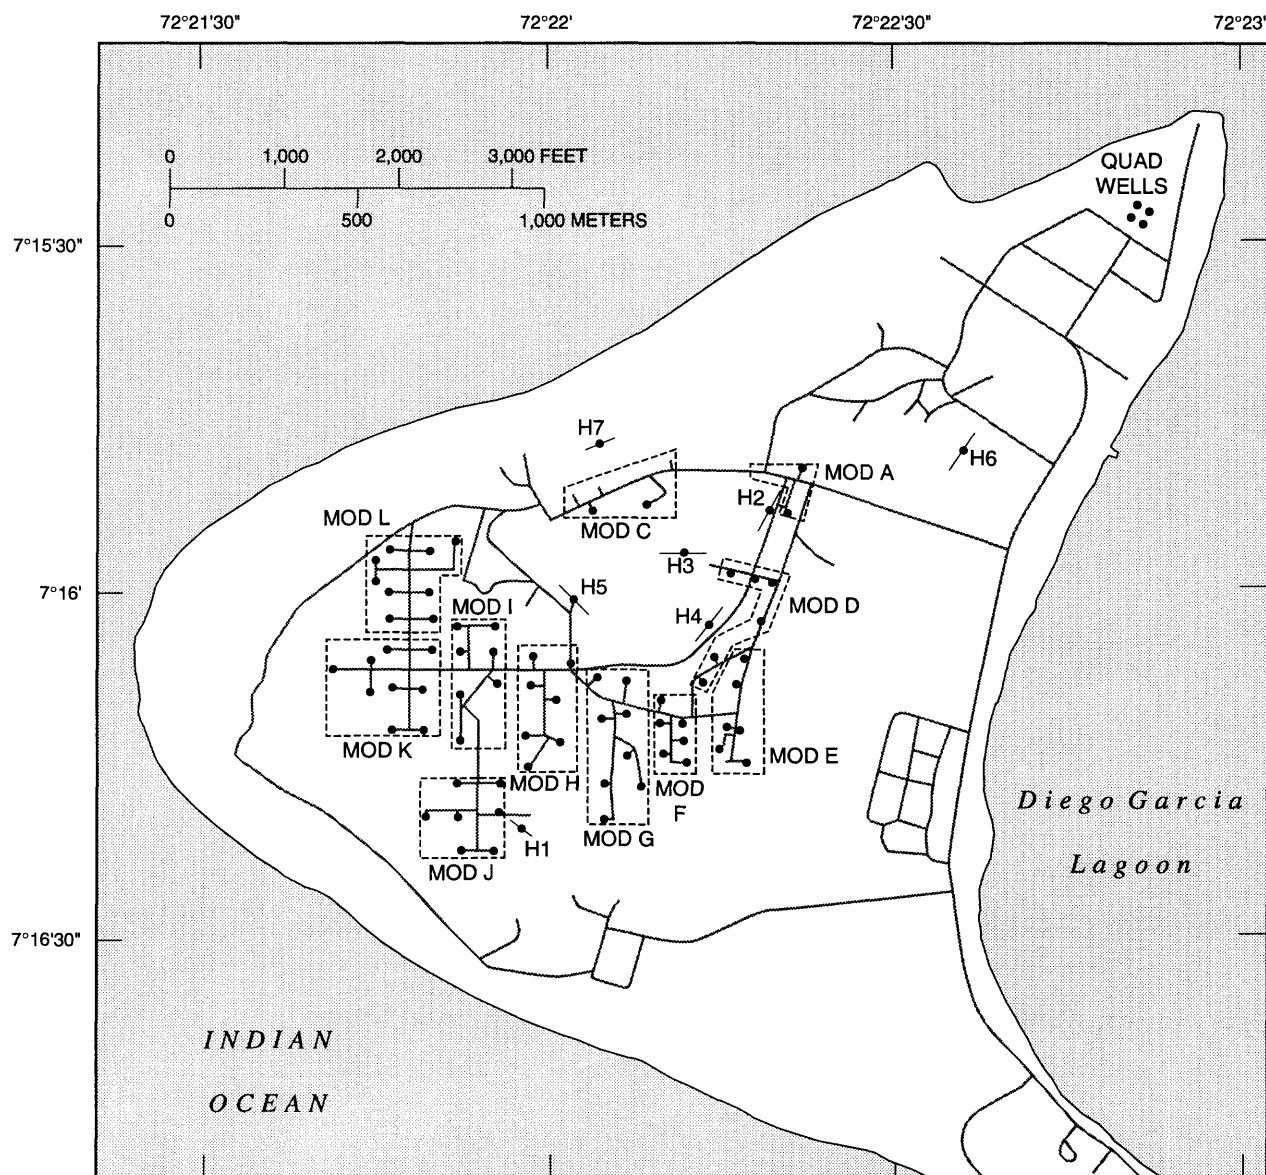 72°21'30"
72°22'
72°22'30"
72°23'
0 1,000 2,000 3,000 FEET
0 500 1,000 METERS
QUAD
WELLS
7°15'30"
H7
H6
MOD A
H2
MOD C
MOD L
H3
7°16'
H5
MOD I
MOD D
H4
MOD K
MOD H
MOD E
MOD
F
MOD G
H1
MOD J
Diego Garcia
Lagoon
7°16'30"
INDIAN
OCEAN